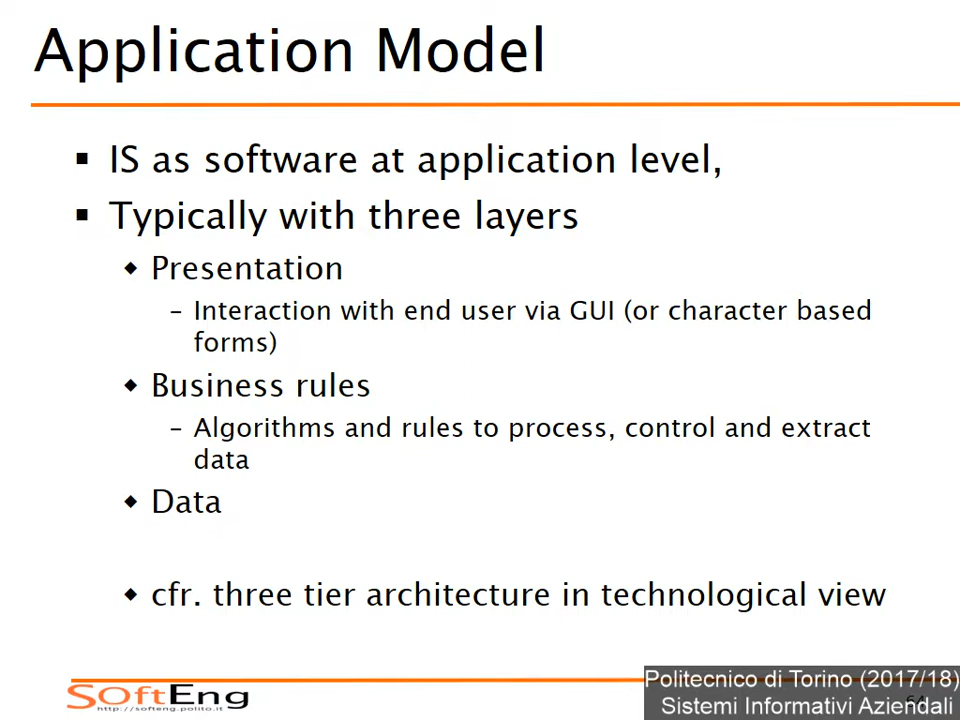 Application Model
▪ IS as software at application level,
▪ Typically with three layers
◆ Presentation
– Interaction with end user via GUI (or character based
forms)
◆ Business rules
– Algorithms and rules to process, control and extract
data
◆ Data
◆ cfr. three tier architecture in technological view
SoftEng
http://softeng.polito.it
Politecnico di Torino (2017/18)
Sistemi Informativi Aziendali
64